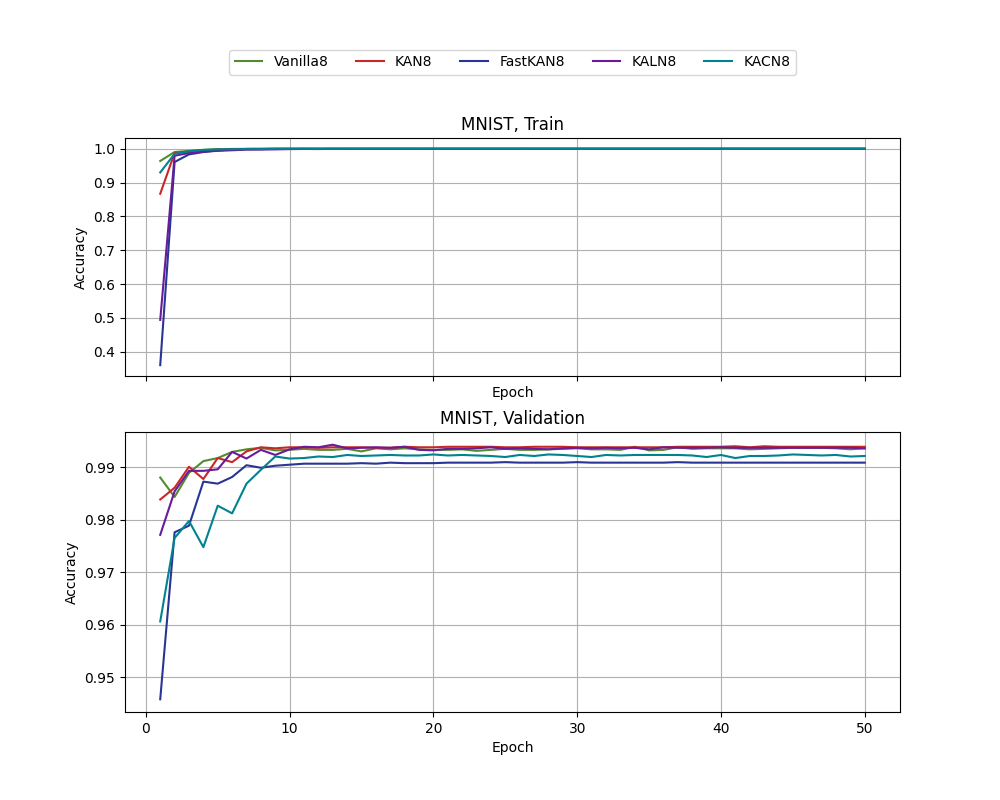 Vanilla8 KAN8 FastKAN8 KALN8 KACN8
MNIST, Train
1.0
0.9
0.8
0.7
0.6
0.5
0.4
Accuracy
Epoch
MNIST, Validation
0.99
0.98
0.97
0.96
0.95
Accuracy
0 10 20 30 40 50
Epoch